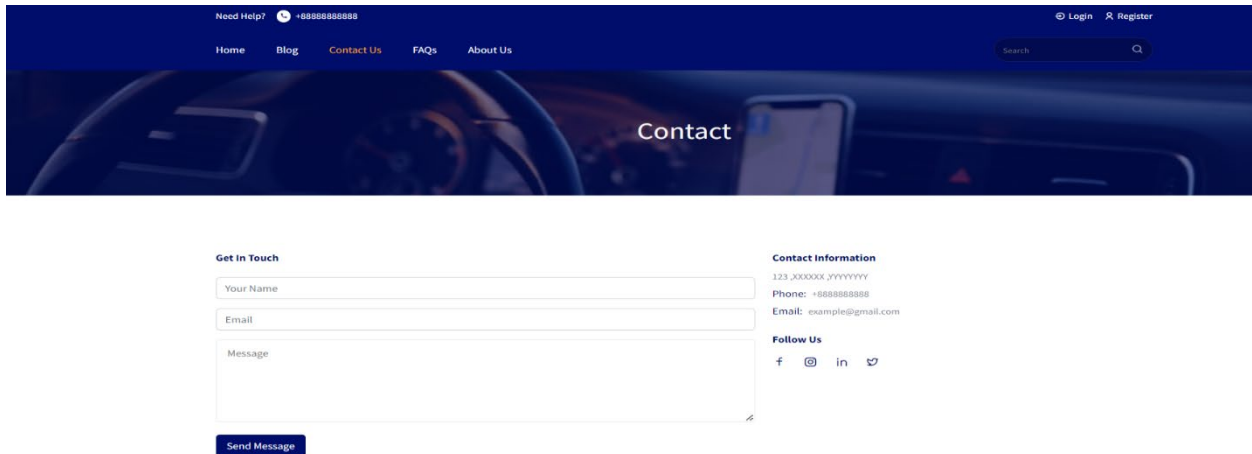 Need Help? +88888888888 Login Register
Home Blog Contact Us FAQs About Us Search
Contact
Get In Touch
Your Name
Email
Message
Send Message
Contact Information
123 ,XXXXXX ,YYYYYYYY
Phone: +8888888888
Email: example@gmail.com
Follow Us